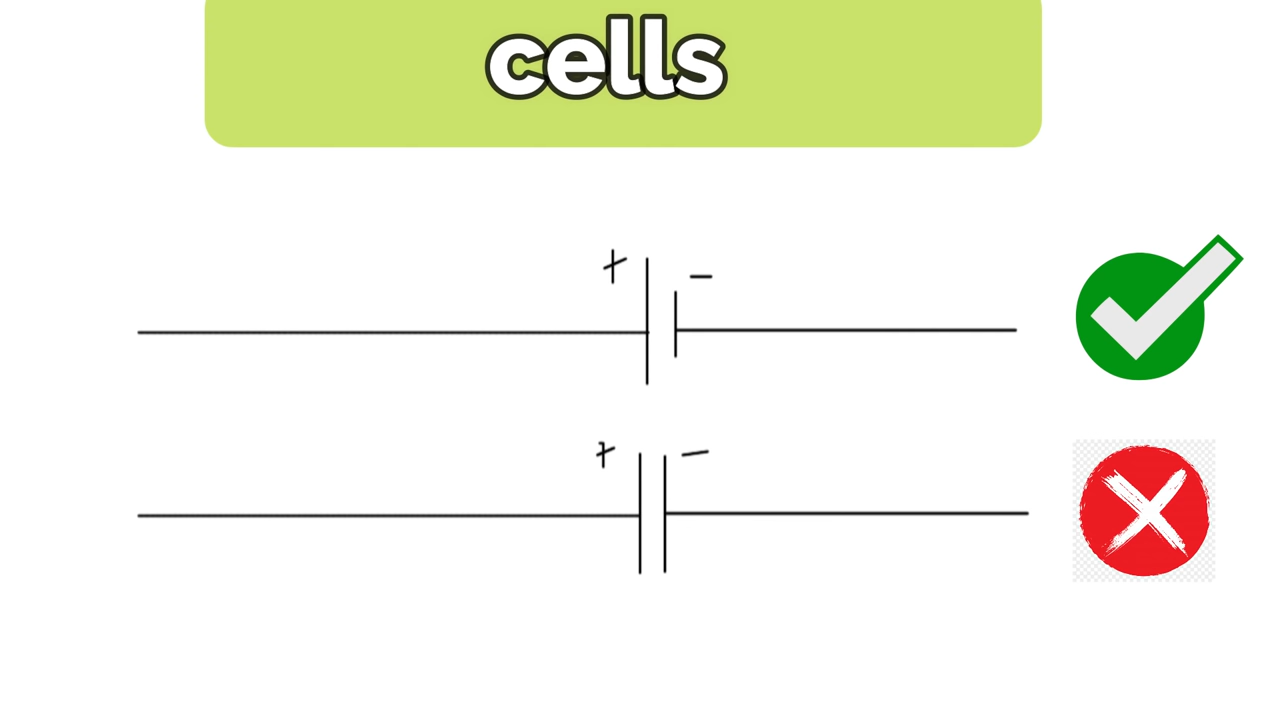 cells
+ −
+ −